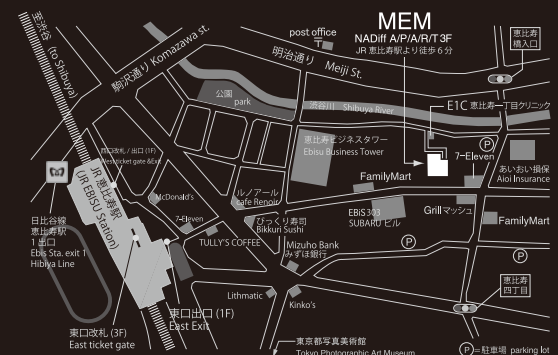 MEM
NADiff A/P/A/R/T 3F
JR 恵比寿駅より徒歩6分
post office
〒
至渋谷
(to Shibuya)
駒沢通り Komazawa st.
明治通り Meiji St.
恵比寿
橋入口
公園
park
渋谷川 Shibuya River
E1C 恵比寿一丁目クリニック
恵比寿ビジネスタワー
Ebisu Business Tower
P
7-Eleven
あいおい損保
Aioi Insurance
西口改札 / 出口 (1F)
West ticket gate &Exit
JR 恵比寿駅
(JR EBISU Station)
McDonald's
ルノアール
cafe Renoir
FamilyMart
EBiS303
SUBARU ビル
Grillマッシュ
FamilyMart
日比谷線
恵比寿駅
1出口
Ebis Sta. exit 1
Hibiya Line
7-Eleven
びっくり寿司
Bikkuri Sushi
TULLY'S COFFEE
Mizuho Bank
みずほ銀行
P
P
恵比寿
四丁目
Lithmatic
Kinko's
東口出口 (1F)
East Exit
東口改札 (3F)
East ticket gate
東京都写真美術館
Tokyo Photographic Art Museum
P=駐車場 parking lot